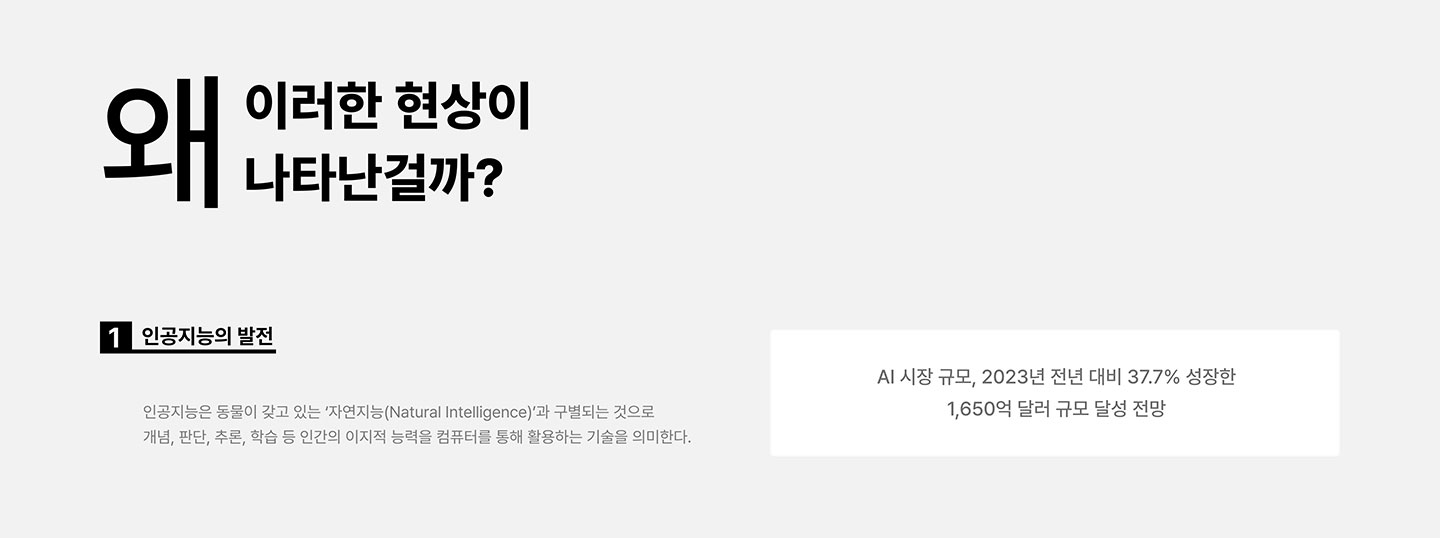 왜 이러한 현상이
나타난걸까?
1 인공지능의 발전
인공지능은 동물이 갖고 있는 ‘자연지능(Natural Intelligence)’과 구별되는 것으로
개념, 판단, 추론, 학습 등 인간의 이지적 능력을 컴퓨터를 통해 활용하는 기술을 의미한다.
AI 시장 규모, 2023년 전년 대비 37.7% 성장한
1,650억 달러 규모 달성 전망